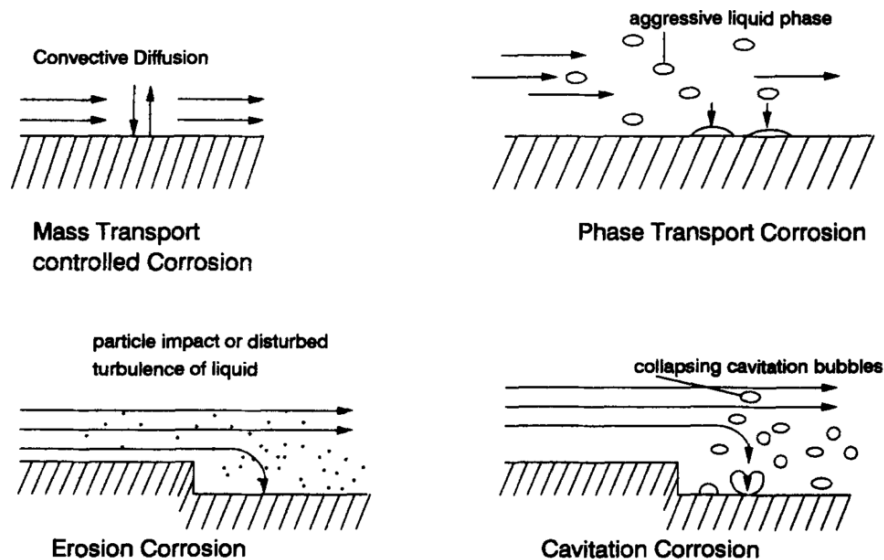 Convective Diffusion
Mass Transport
controlled Corrosion
aggressive liquid phase
Phase Transport Corrosion
particle impact or disturbed
turbulence of liquid
Erosion Corrosion
collapsing cavitation bubbles
Cavitation Corrosion